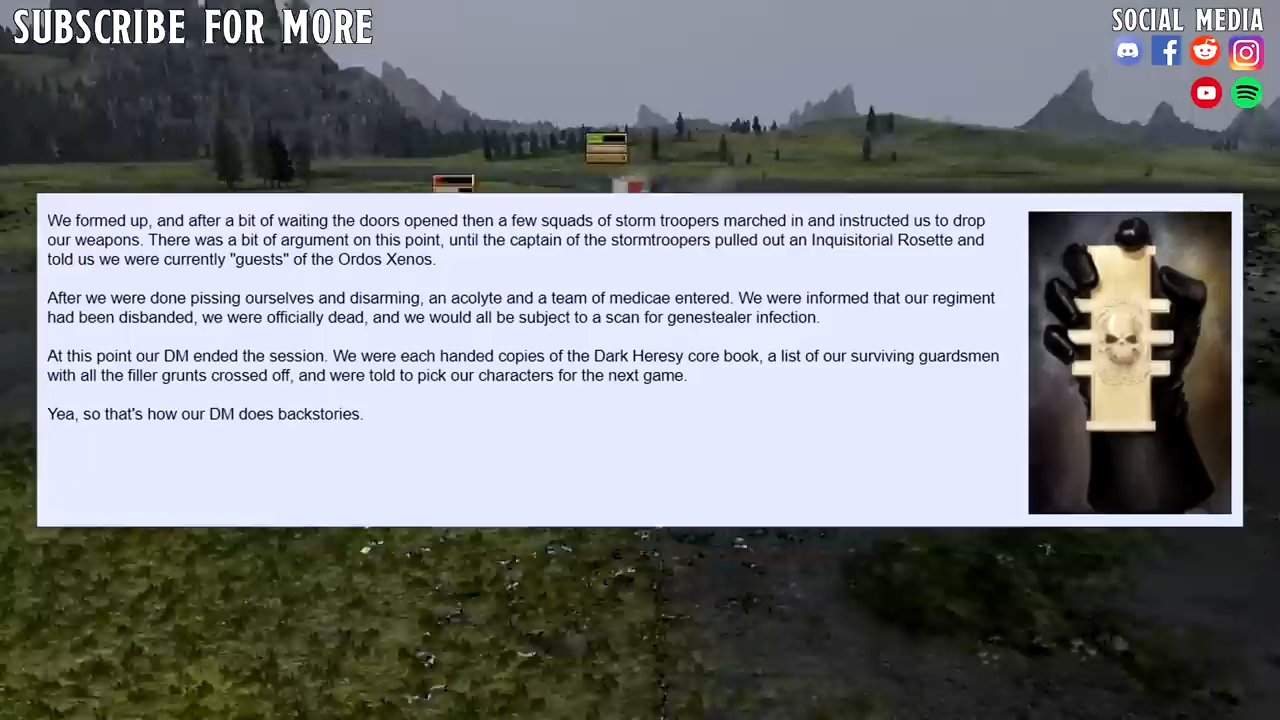 SUBSCRIBE FOR MORE
SOCIAL MEDIA
We formed up, and after a bit of waiting the doors opened then a few squads of storm troopers marched in and instructed us to drop
our weapons. There was a bit of argument on this point, until the captain of the stormtroopers pulled out an Inquisitorial Rosette and
told us we were currently "guests" of the Ordos Xenos.
After we were done pissing ourselves and disarming, an acolyte and a team of medicae entered. We were informed that our regiment
had been disbanded, we were officially dead, and we would all be subject to a scan for genestealer infection.
At this point our DM ended the session. We were each handed copies of the Dark Heresy core book, a list of our surviving guardsmen
with all the filler grunts crossed off, and were told to pick our characters for the next game.
Yea, so that's how our DM does backstories.